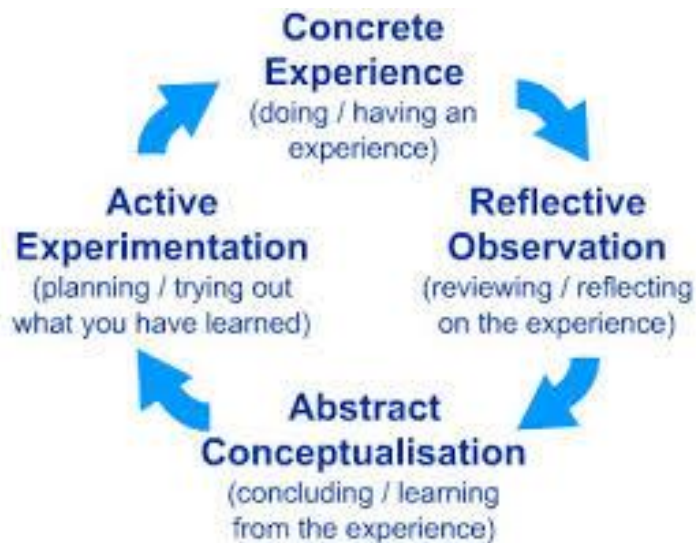 Concrete
Experience
(doing / having an
experience)
Reflective
Observation
(reviewing / reflecting
on the experience)
Abstract
Conceptualisation
(concluding / learning
from the experience)
Active
Experimentation
(planning / trying out
what you have learned)